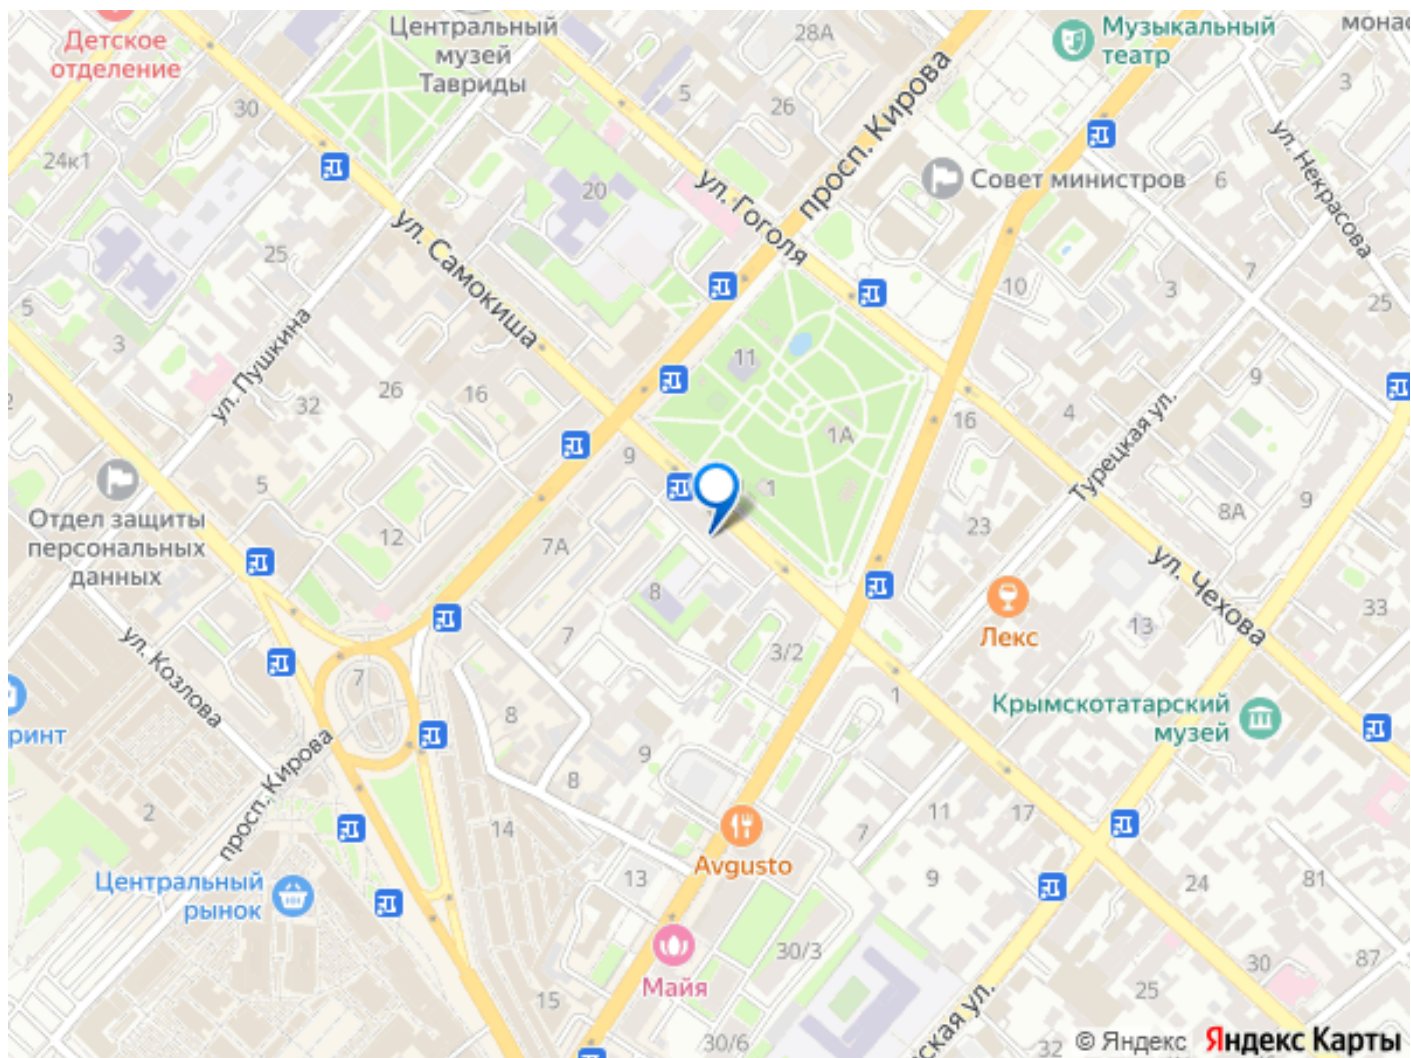 Детское
отделение
Центральный
музей
Тавриды
28А
Музыкальный
театр
монас
3
30
5
26
просп. Кирова
ул. Некрасова
24к1
20
ул. Гоголя
Совет министров
6
ул. Самокиша
25
7
10
3
25
5
3
ул. Пушкина
11
9
26
16
32
1А
16
4
Турецкая ул.
9
5
1
9
8А
Отдел защиты
персональных
данных
12
7А
23
ул. Чехова
8
33
7
Лекс
13
3/2
ул. Козлова
7
1
Крымскотатарский
музей
8
ринт
9
просп. Кирова
8
2
14
11
17
7
Avgusto
Центральный
рынок
13
9
24
81
30/3
Майя
30
87
15
25
30/6
ская ул.
32
© Яндекс
Яндекс Карты